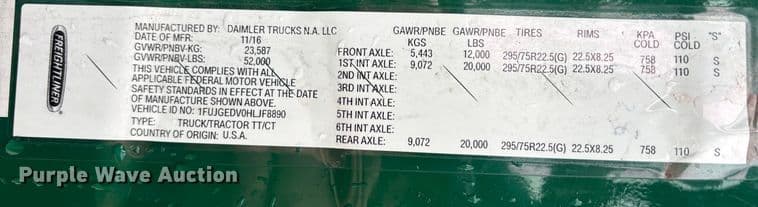 FREIGHTLINER
MANUFACTURED BY: DAIMLER TRUCKS N.A. LLC
DATE OF MFR: 11/16
GVWR/PNBV-KG: 23,587
GVWR/PNBV-LBS: 52,000
THIS VEHICLE COMPLIES WITH ALL
APPLICABLE FEDERAL MOTOR VEHICLE
SAFETY STANDARDS IN EFFECT AT THE DATE
OF MANUFACTURE SHOWN ABOVE.
VEHICLE ID NO: 1FUJGEDV0HLJF8890
TYPE: TRUCK/TRACTOR TT/CT
COUNTRY OF ORIGIN: U.S.A.
GAWR/PNBE GAWR/PNBE TIRES RIMS KPA PSI "S"
KGS LBS COLD COLD
FRONT AXLE: 5,443 12,000 295/75R22.5(G) 22.5X8.25 758 110 S
1ST INT AXLE: 9,072 20,000 295/75R22.5(G) 22.5X8.25 758 110 S
2ND INT AXLE:
3RD INT AXLE:
4TH INT AXLE:
5TH INT AXLE:
6TH INT AXLE:
REAR AXLE: 9,072 20,000 295/75R22.5(G) 22.5X8.25 758 110 S
Purple Wave Auction